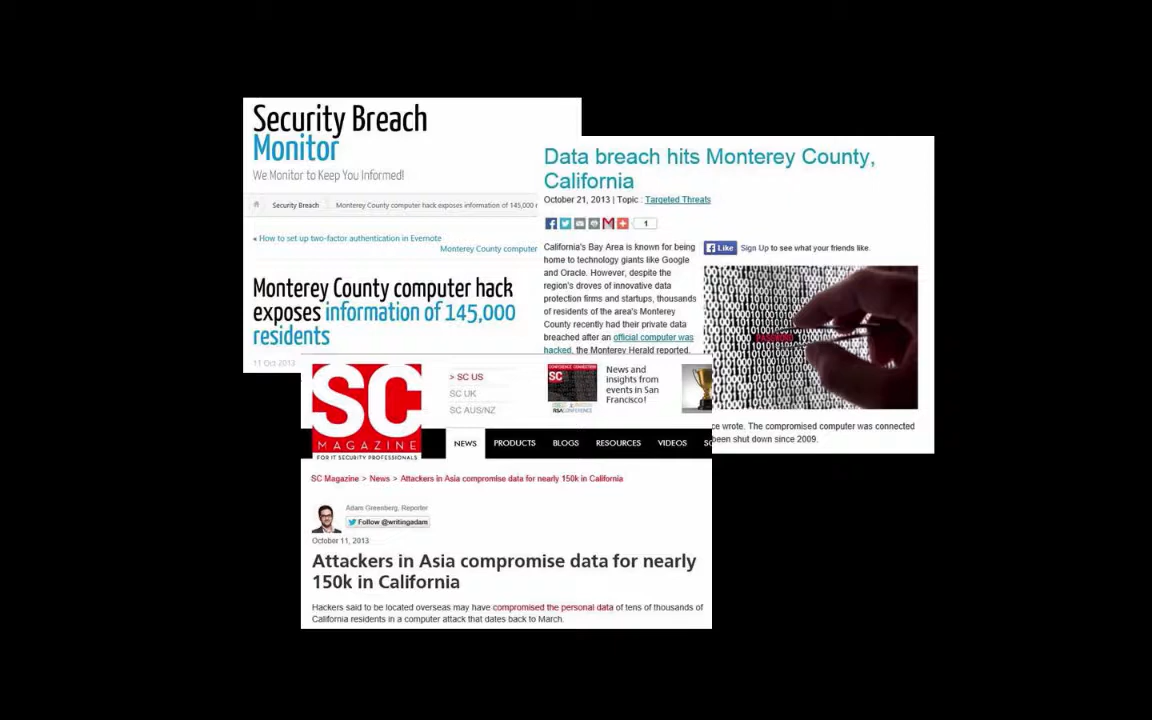 Security Breach
Monitor
We Monitor to Keep You Informed!
Security Breach
Monterey County computer hack exposes information of 145,000
« How to set up two-factor authentication in Evernote
Monterey County computer
Monterey County computer hack
exposes information of 145,000
residents
11 Oct 2013
Data breach hits Monterey County,
California
October 21, 2013 | Topic : Targeted Threats
1
California's Bay Area is known for being
home to technology giants like Google
and Oracle. However, despite the
region's droves of innovative data
protection firms and startups, thousands
of residents of the area's Monterey
County recently had their private data
breached after an official computer was
hacked, the Monterey Herald reported.
Like Sign Up to see what your friends like.
PASSWORD
ce wrote. The compromised computer was connected
been shut down since 2009.
SC
MAGAZINE
FOR IT SECURITY PROFESSIONALS
> SC US
SC UK
SC AUS/NZ
SC
RSACONFERENCE
News and
insights from
events in San
Francisco!
NEWS PRODUCTS BLOGS RESOURCES VIDEOS
SC Magazine > News > Attackers in Asia compromise data for nearly 150k in California
Adam Greenberg, Reporter
Follow @writingadam
October 11, 2013
Attackers in Asia compromise data for nearly
150k in California
Hackers said to be located overseas may have compromised the personal data of tens of thousands of
California residents in a computer attack that dates back to March.